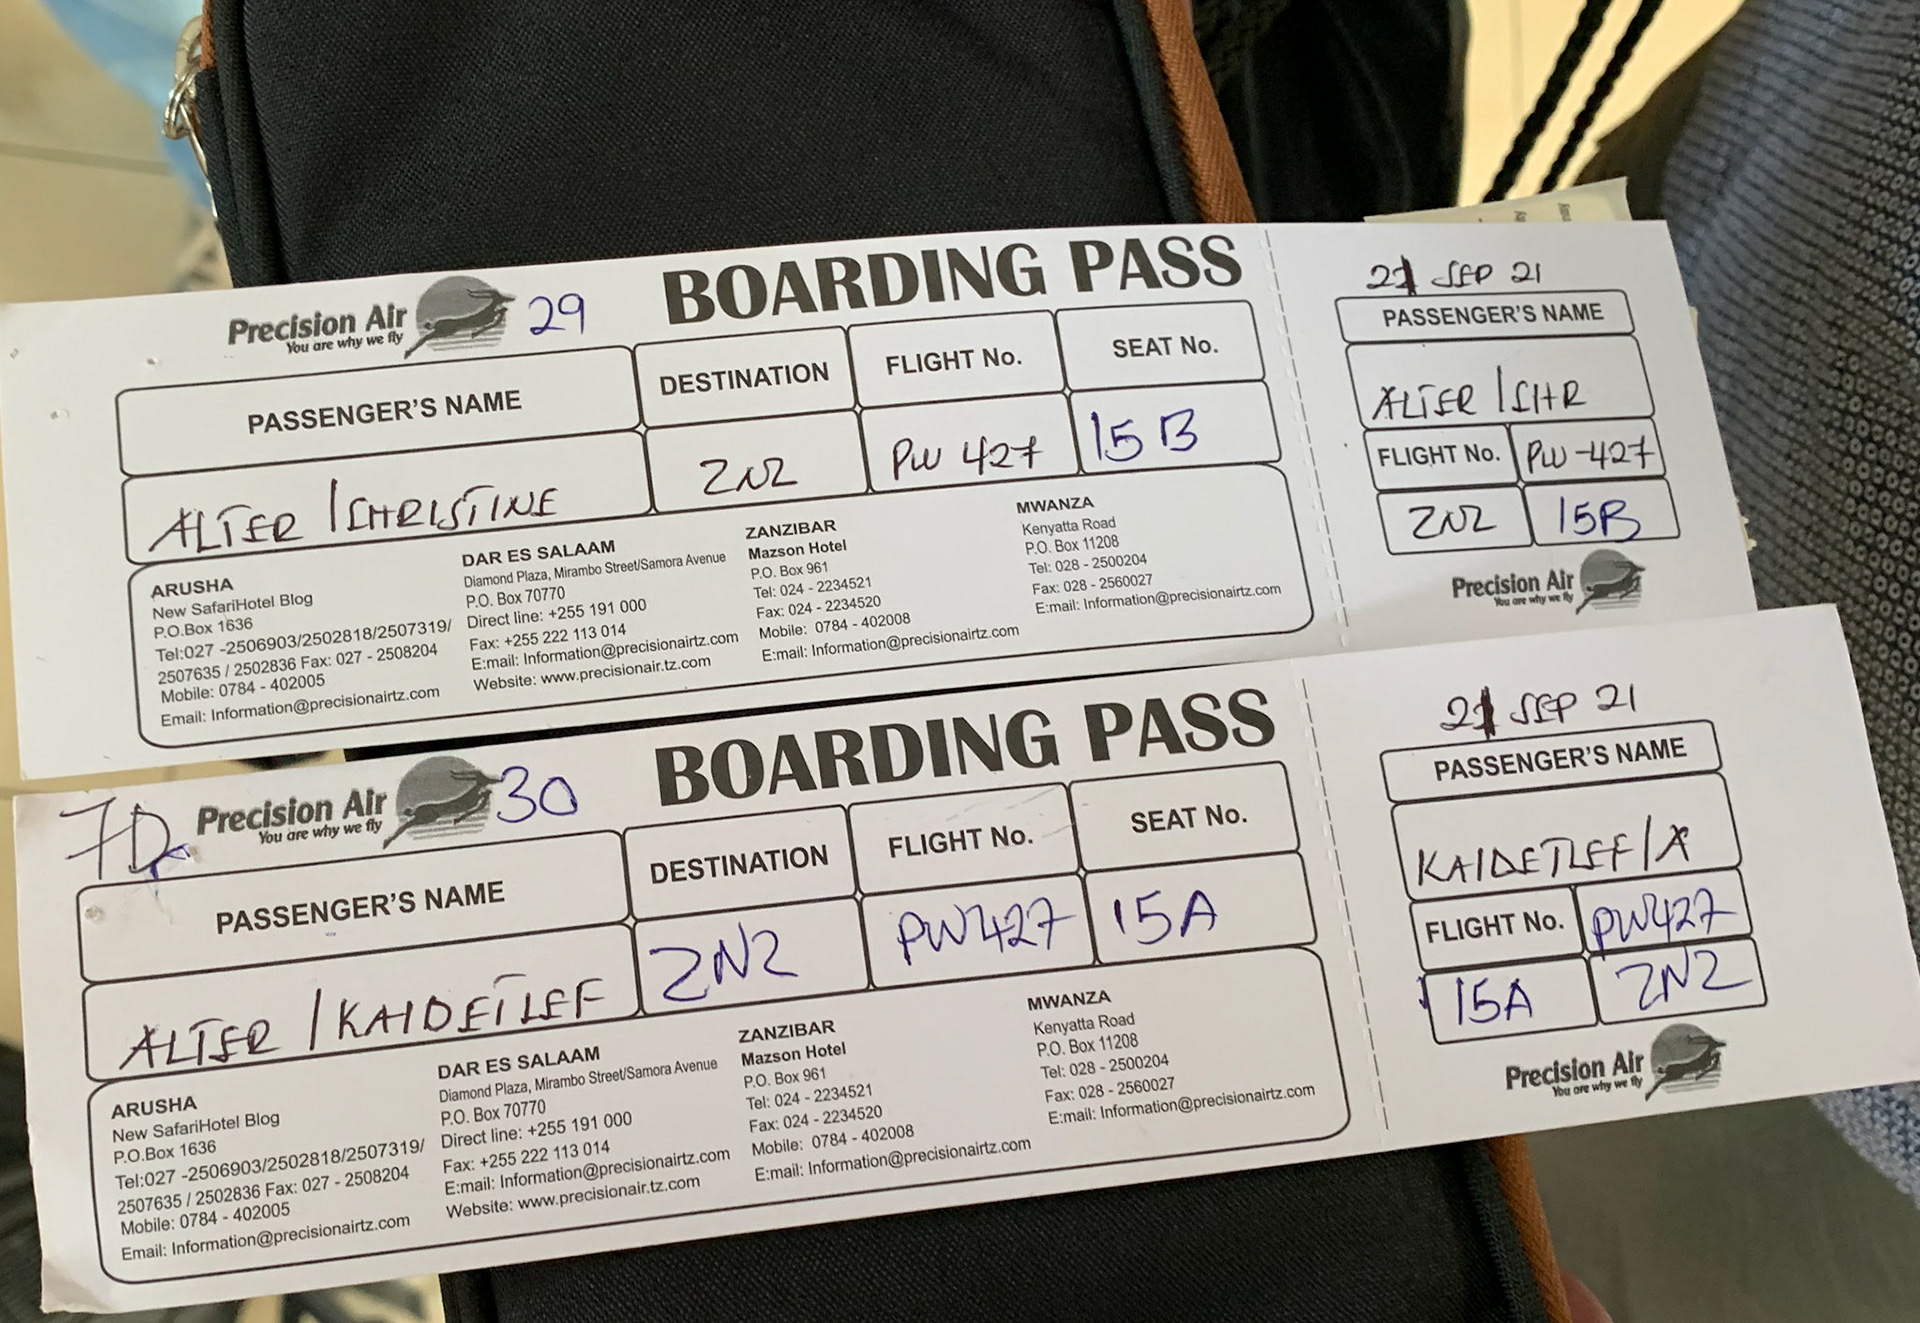 Precision Air
You are why we fly
29
BOARDING PASS
PASSENGER'S NAME
DESTINATION
FLIGHT No.
SEAT No.
ALTER / CHRISTINE
ZNZ
PW 427
15B
ARUSHA
New SafariHotel Blog
P.O.Box 1636
Tel:027 -2506903/2502818/2507319/
2507635 / 2502836 Fax: 027 - 2508204
Mobile: 0784 - 402005
Email: Information@precisionairtz.com
DAR ES SALAAM
Diamond Plaza, Mirambo Street/Samora Avenue
P.O. Box 70770
Direct line: +255 191 000
Fax: +255 222 113 014
E:mail: Information@precisionairtz.com
Website: www.precisionair.tz.com
ZANZIBAR
Mazson Hotel
P.O. Box 961
Tel: 024 - 2234521
Fax: 024 - 2234520
Mobile: 0784 - 402008
E:mail: Information@precisionairtz.com
MWANZA
Kenyatta Road
P.O. Box 11208
Tel: 028 - 2500204
Fax: 028 - 2560027
E:mail: Information@precisionairtz.com
21 SEP 21
PASSENGER'S NAME
ALTER / CHR
FLIGHT No.
PW-427
ZNZ
15B
Precision Air
You are why we fly
7D
Precision Air
You are why we fly
30
BOARDING PASS
PASSENGER'S NAME
DESTINATION
FLIGHT No.
SEAT No.
ALTER / KAIDETLEF
ZNZ
PW427
15A
ARUSHA
New SafariHotel Blog
P.O.Box 1636
Tel:027 -2506903/2502818/2507319/
2507635 / 2502836 Fax: 027 - 2508204
Mobile: 0784 - 402005
Email: Information@precisionairtz.com
DAR ES SALAAM
Diamond Plaza, Mirambo Street/Samora Avenue
P.O. Box 70770
Direct line: +255 191 000
Fax: +255 222 113 014
E:mail: Information@precisionairtz.com
Website: www.precisionair.tz.com
ZANZIBAR
Mazson Hotel
P.O. Box 961
Tel: 024 - 2234521
Fax: 024 - 2234520
Mobile: 0784 - 402008
E:mail: Information@precisionairtz.com
MWANZA
Kenyatta Road
P.O. Box 11208
Tel: 028 - 2500204
Fax: 028 - 2560027
E:mail: Information@precisionairtz.com
21 SEP 21
PASSENGER'S NAME
KAIDETLEF / A
FLIGHT No.
PW427
15A
ZNZ
Precision Air
You are why we fly